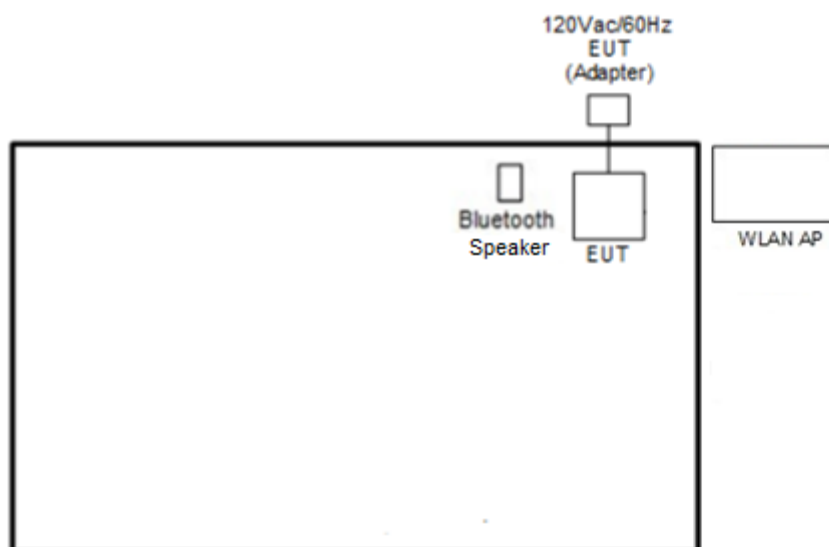 120Vac/60Hz
EUT
(Adapter)
Bluetooth
Speaker
EUT
WLAN AP